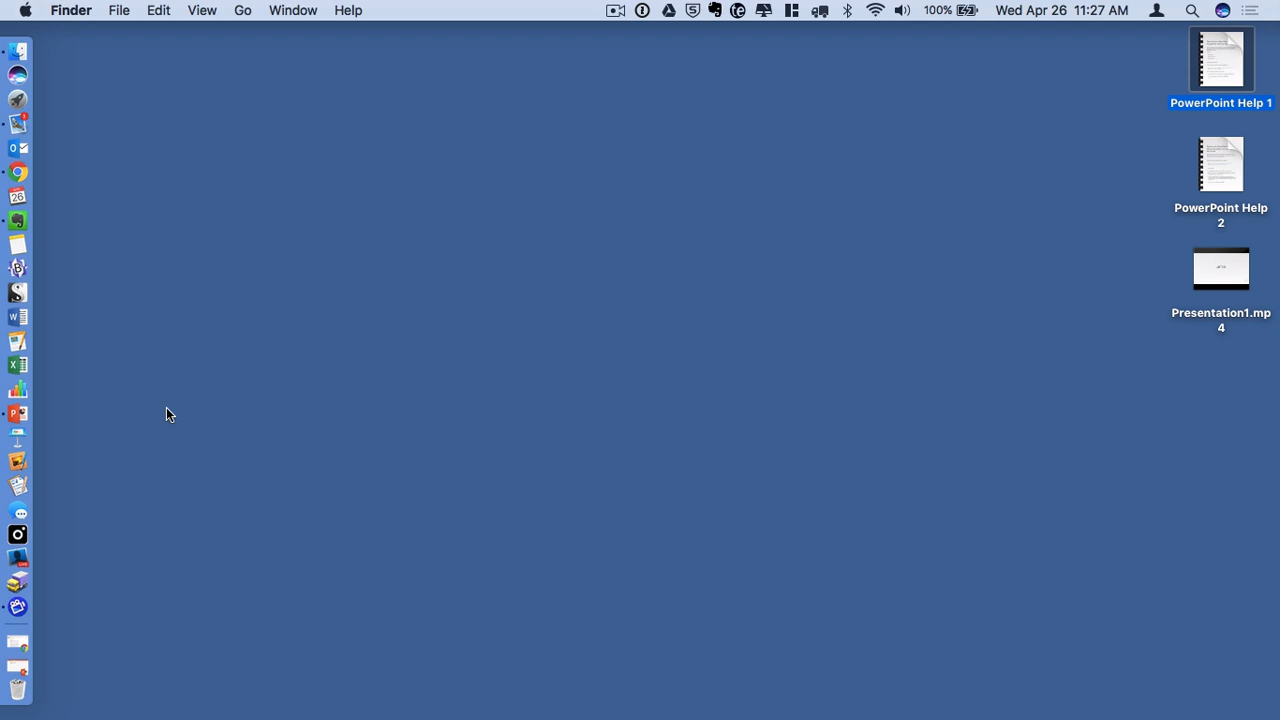 Finder File Edit View Go Window Help 100% Wed Apr 26 11:27 AM
PowerPoint Help 1
PowerPoint Help
2
Presentation1.mp
4
26